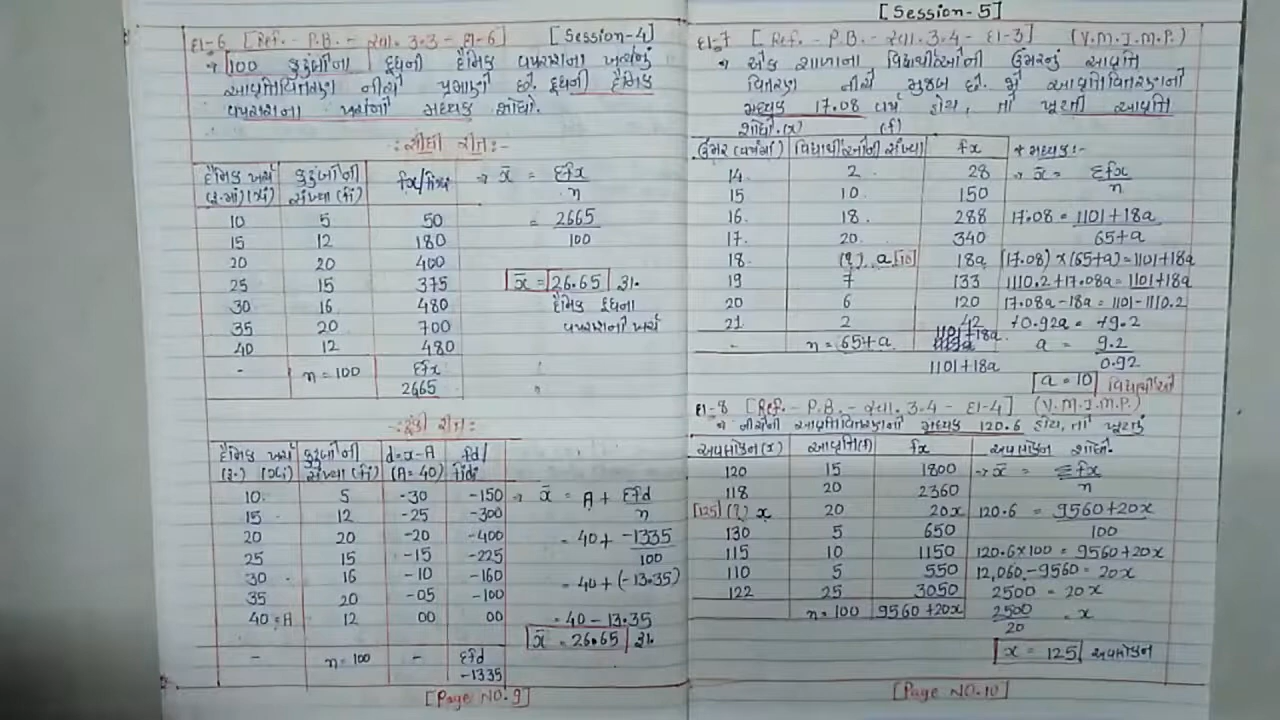 દા-6 [Ref. - P.B. - સ્વા. 3.3 - દા-6] [Session-4]
→ 100 કુટુંબોના દૂધની દૈનિક વપરાશના ખર્ચનું
આવૃત્તિવિતરણ નીચે પ્રમાણે છે. દૂધની દૈનિક
વપરાશના ખર્ચનો મધ્યક શોધો.
:સીધી રીત:-
દૈનિક ખર્ચ કુટુંબોની fx/fixi → x̄ = Σfx
(રૂ.માં)(xi) સંખ્યા (fi) n
10 5 50 = 2665
15 12 180 100
20 20 400
25 15 375 x̄ = 26.65 રૂ.
30 16 480 દૈનિક દૂધના
35 20 700 વપરાશનો ખર્ચ
40 12 480
- n=100 Σfx
2665
:ટૂંકી રીત:-
દૈનિક ખર્ચ કુટુંબોની d=x-A fd/
(રૂ.) (xi) સંખ્યા (fi) (A=40) fidi
10 5 -30 -150 → x̄ = A + Σfd
15 12 -25 -300 n
20 20 -20 -400 = 40+ -1335
25 15 -15 -225 100
30 16 -10 -160 = 40+(-13.35)
35 20 -05 -100
40=A 12 00 00 = 40-13.35
x̄ = 26.65 રૂ.
- n=100 - Σfd
-1335
[Page NO.9]
[Session-5]
દા-7 [Ref. - P.B. - સ્વા. 3.4 - દા-3] (V.M.I.M.P.)
→ એક શાળાના વિદ્યાર્થીઓની ઉંમરનું આવૃત્તિ
વિતરણ નીચે મુજબ છે. જો આવૃત્તિવિતરણનો
મધ્યક 17.08 વર્ષ હોય, તો ખૂટતી આવૃત્તિ
શોધો. (x) (f)
ઉંમર (વર્ષમાં) વિદ્યાર્થીઓની સંખ્યા fx * મધ્યક:-
14 2 28 → x̄ = Σfx
15 10 150 n
16 18 288 17.08 = 1101+18a
17 20 340 65+a
18 (?) a [10] 18a (17.08)×(65+a)=1101+18a
19 7 133 1110.2+17.08a=1101+18a
20 6 120 17.08a-18a=1101-1110.2
21 2 42 +0.92a = +9.2
- n=65+a 1101+18a a = 9.2
1101+18a 0.92
a=10 વિદ્યાર્થીઓ
દા-8 [Ref. - P.B. - સ્વા. 3.4 - દા-4] (V.M.I.M.P.)
→ નીચેની આવૃત્તિવિતરણનો મધ્યક 120.6 હોય, તો ખૂટતું
અવલોકન (x) આવૃત્તિ(f) fx અવલોકન શોધો.
120 15 1800 → x̄ = Σfx
118 20 2360 n
[125] (?) x 20 20x 120.6 = 9560+20x
130 5 650 100
115 10 1150 120.6×100 = 9560+20x
110 5 550 12,060-9560=20x
122 25 3050 2500 = 20x
n=100 9560+20x 2500 = x
20
x = 125 અવલોકન
[Page NO.10]